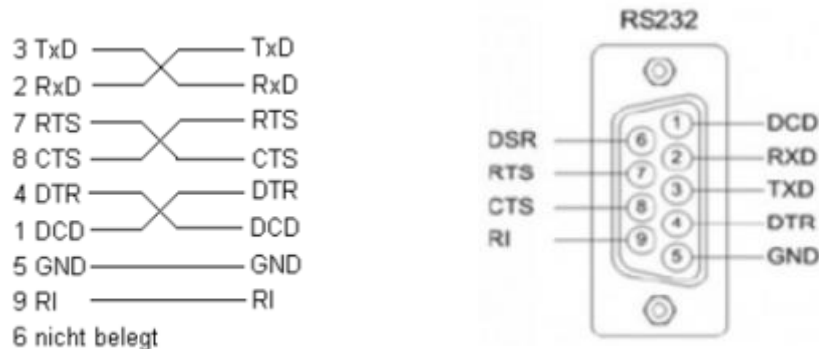 3 TxD TxD
2 RxD RxD
7 RTS RTS
8 CTS CTS
4 DTR DTR
1 DCD DCD
5 GND GND
9 RI RI
6 nicht belegt
RS232
DSR 6 1 DCD
RTS 7 2 RXD
CTS 8 3 TXD
RI 9 4 DTR
5 GND